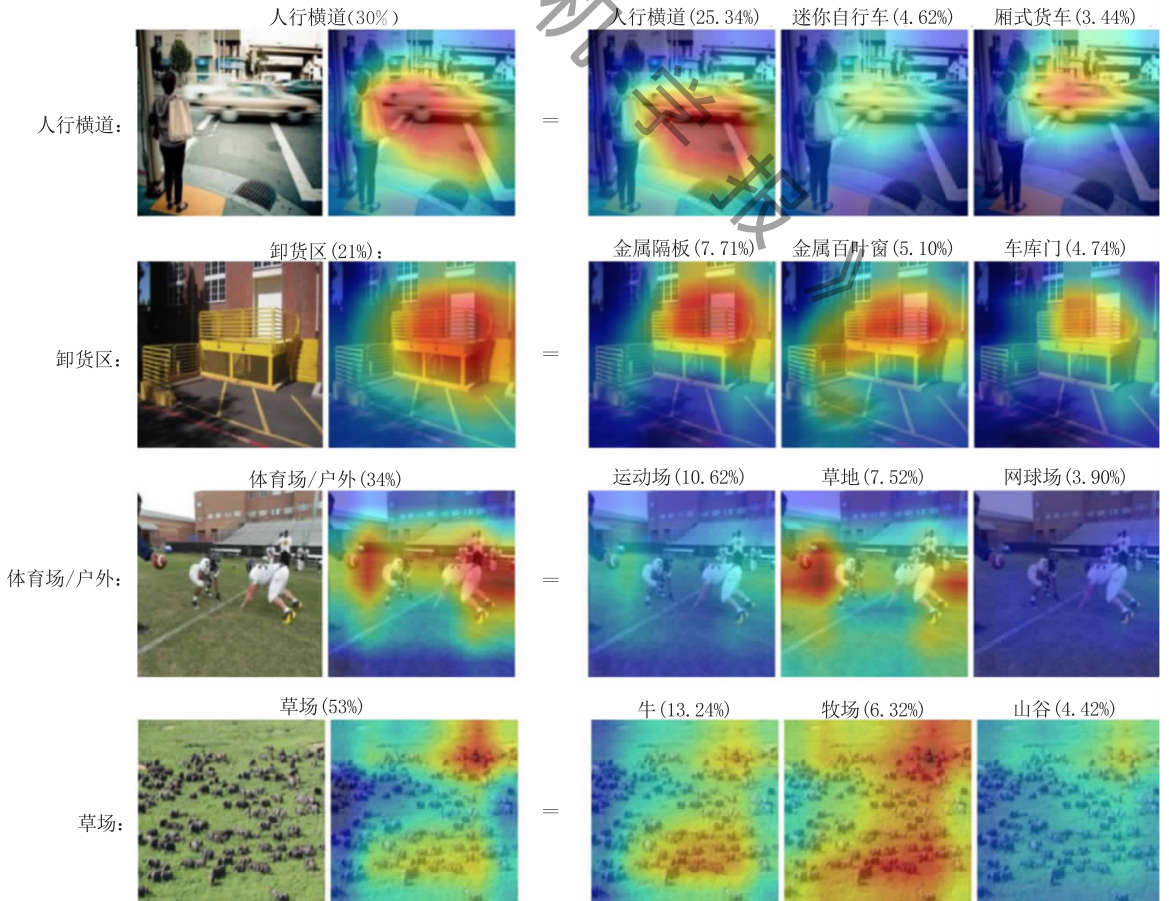 人行横道(30%)
人行横道(25.34%) 迷你自行车(4.62%) 厢式货车(3.44%)
人行横道: =
卸货区(21%): 金属隔板(7.71%) 金属百叶窗(5.10%) 车库门(4.74%)
卸货区: =
体育场/户外(34%) 运动场(10.62%) 草地(7.52%) 网球场(3.90%)
体育场/户外: =
草场(53%) 牛(13.24%) 牧场(6.32%) 山谷(4.42%)
草场: =
机学报》